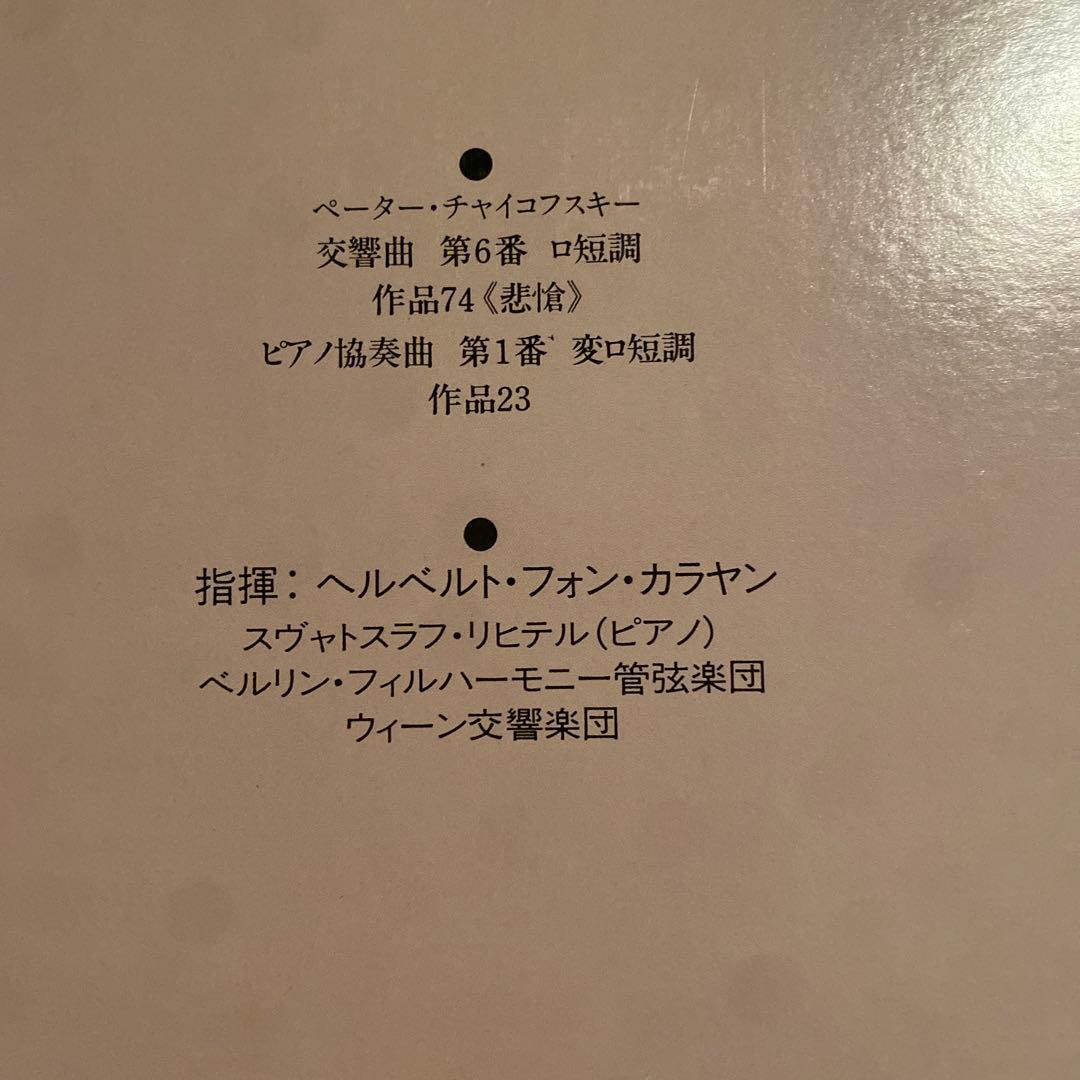 ●
ペーター・チャイコフスキー
交響曲 第6番 ロ短調
作品74《悲愴》
ピアノ協奏曲 第1番 変ロ短調
作品23
●
指揮：ヘルベルト・フォン・カラヤン
スヴャトスラフ・リヒテル(ピアノ)
ベルリン・フィルハーモニー管弦楽団
ウィーン交響楽団